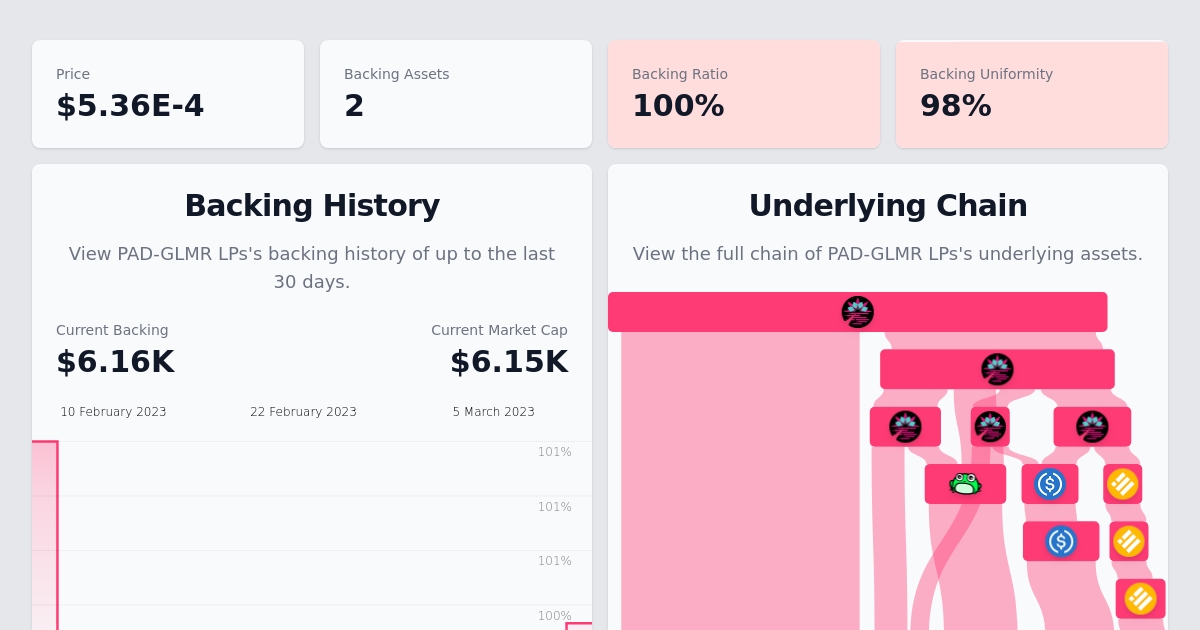 Price
$5.36E-4
Backing Assets
2
Backing Ratio
100%
Backing Uniformity
98%
Backing History
View PAD-GLMR LPs's backing history of up to the last
30 days.
Current Backing
$6.16K
Current Market Cap
$6.15K
10 February 2023
22 February 2023
5 March 2023
101%
101%
101%
100%
Underlying Chain
View the full chain of PAD-GLMR LPs's underlying assets.